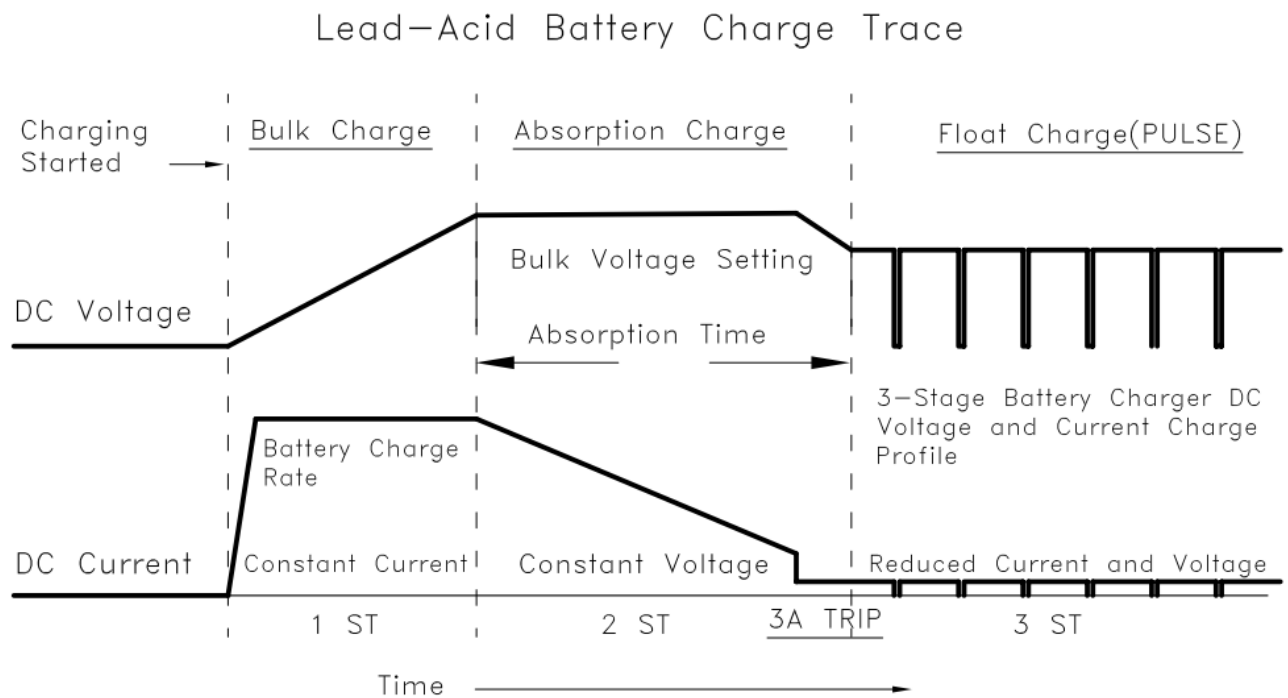 Lead-Acid Battery Charge Trace
Charging
Started
Bulk Charge
Absorption Charge
Float Charge(PULSE)
Bulk Voltage Setting
DC Voltage
Absorption Time
3-Stage Battery Charger DC
Voltage and Current Charge
Profile
Battery Charge
Rate
DC Current
Constant Current
Constant Voltage
Reduced Current and Voltage
1 ST
2 ST
3A TRIP
3 ST
Time